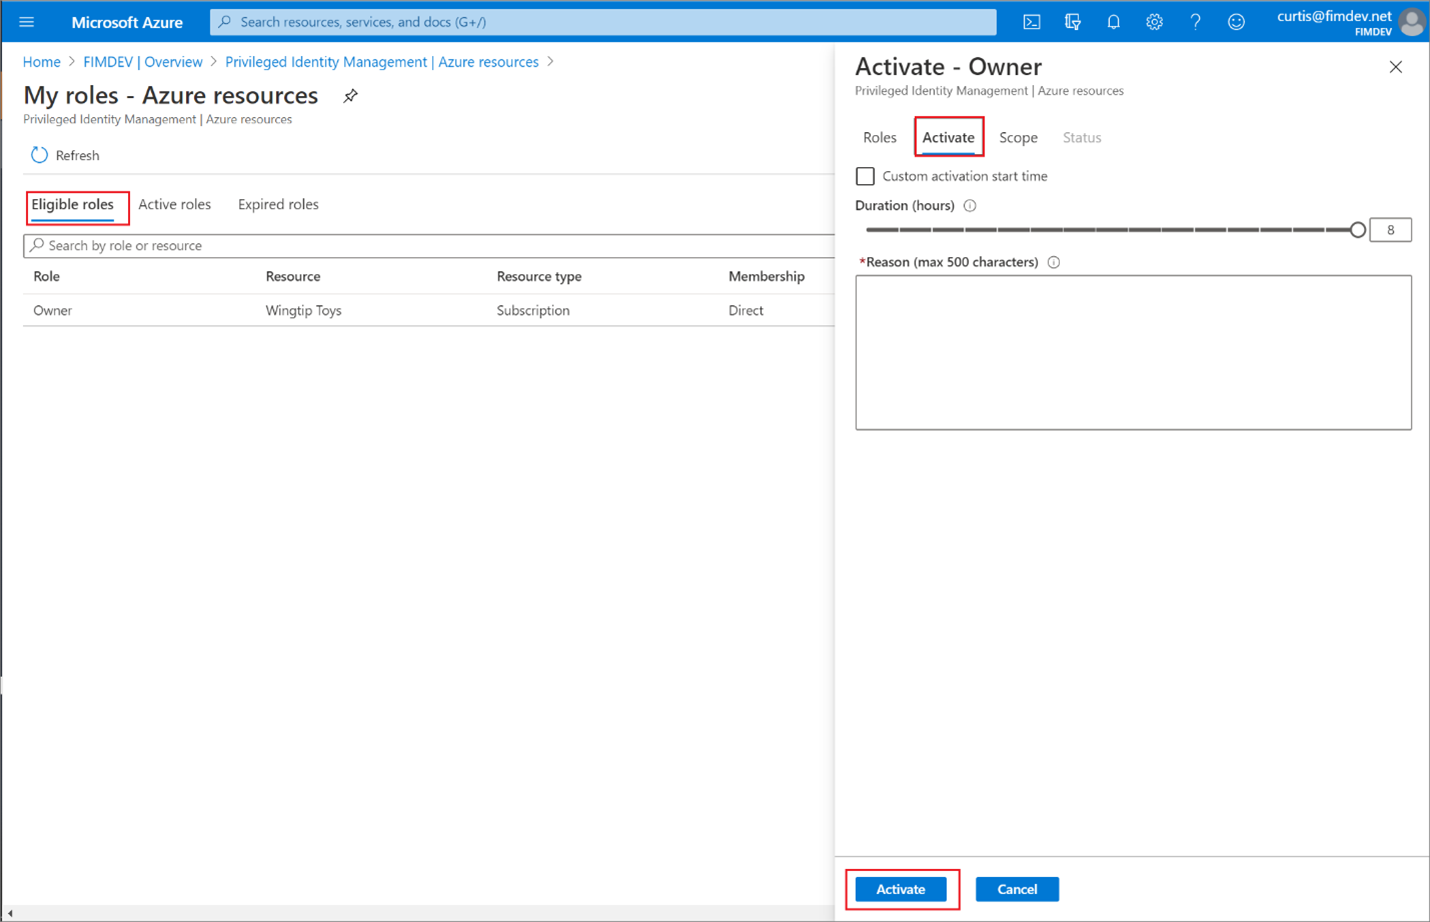 Microsoft Azure
Search resources, services, and docs (G+/)
curtis@fimdev.net
FIMDEV
Home > FIMDEV | Overview > Privileged Identity Management | Azure resources >
My roles - Azure resources
Privileged Identity Management | Azure resources
Refresh
Eligible roles Active roles Expired roles
Search by role or resource
Role Resource Resource type Membership
Owner Wingtip Toys Subscription Direct
Activate - Owner
Privileged Identity Management | Azure resources
Roles Activate Scope Status
Custom activation start time
Duration (hours)
8
*Reason (max 500 characters)
Activate Cancel